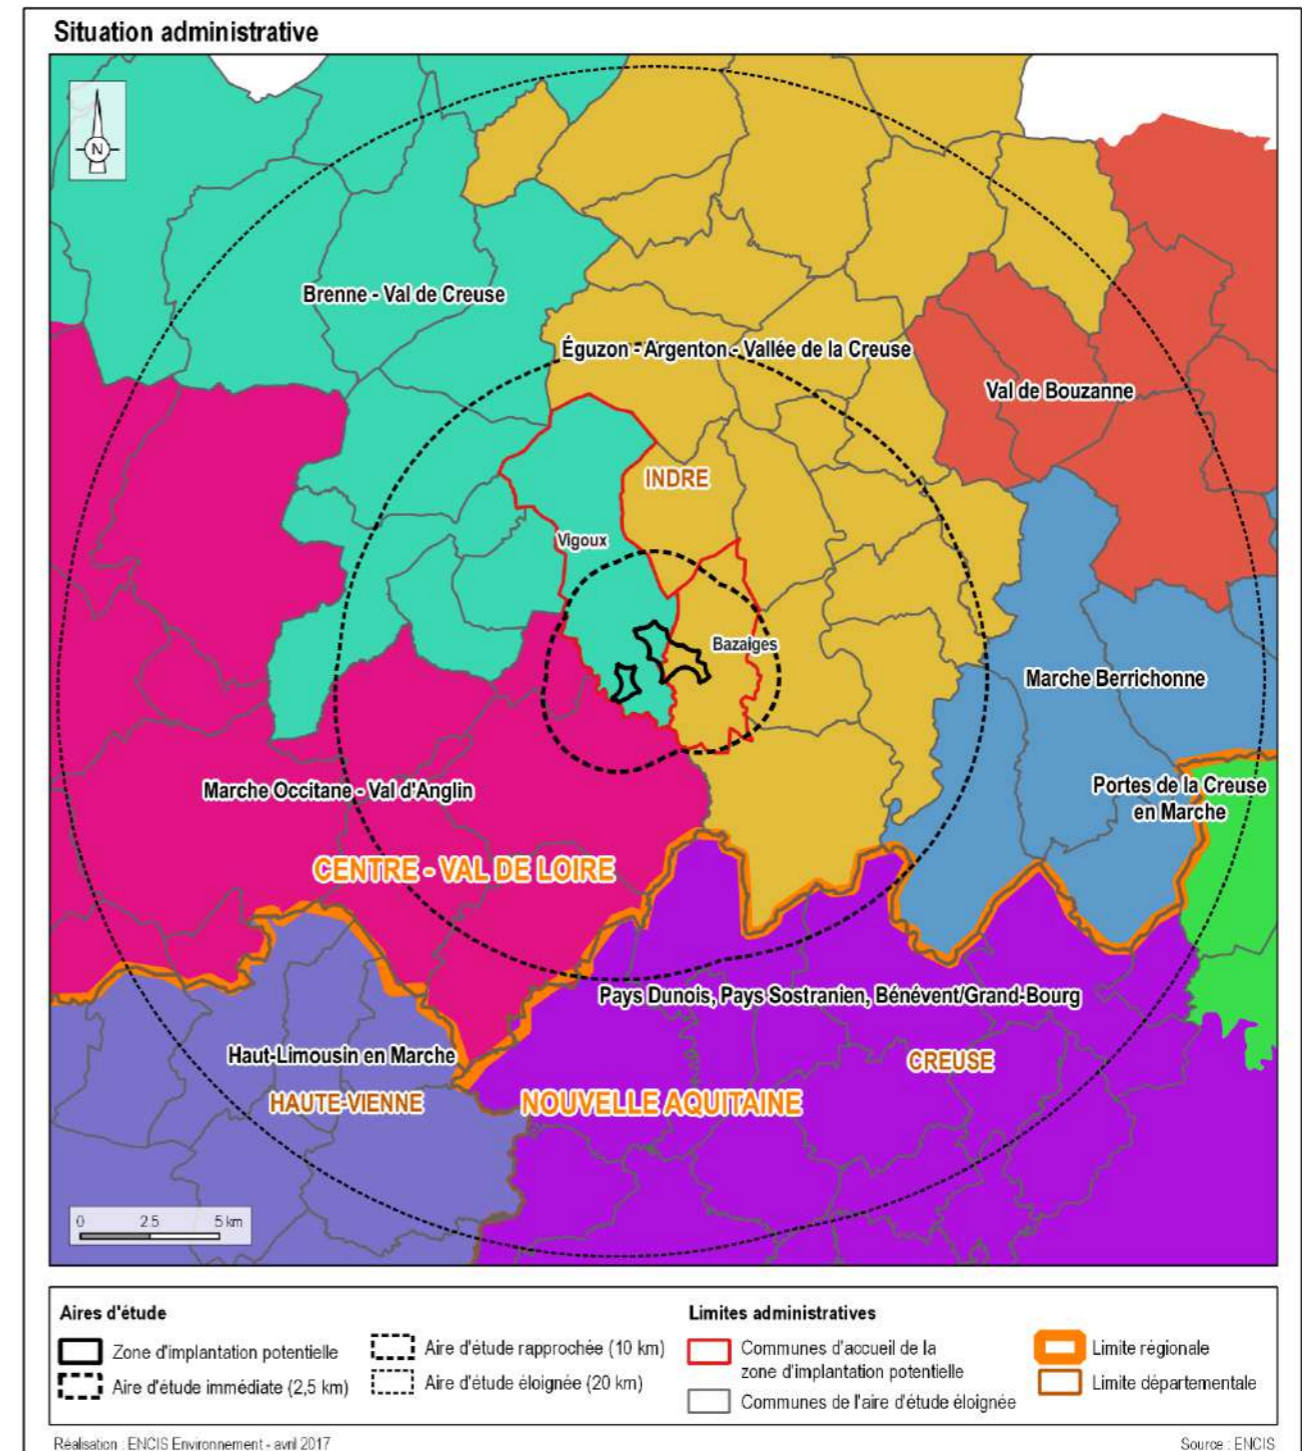 Situation administrative
N
Brenne - Val de Creuse
Éguzon - Argenton - Vallée de la Creuse
Val de Bouzanne
INDRE
Vigoux
Bazaiges
Marche Berrichonne
Marche Occitane - Val d'Anglin
Portes de la Creuse
en Marche
CENTRE - VAL DE LOIRE
Pays Dunois, Pays Sostranien, Bénévent/Grand-Bourg
Haut-Limousin en Marche
CREUSE
HAUTE-VIENNE
NOUVELLE AQUITAINE
0 2.5 5 km
Aires d'étude
Zone d'implantation potentielle
Aire d'étude immédiate (2,5 km)
Aire d'étude rapprochée (10 km)
Aire d'étude éloignée (20 km)
Limites administratives
Communes d'accueil de la
zone d'implantation potentielle
Communes de l'aire d'étude éloignée
Limite régionale
Limite départementale
Réalisation : ENCIS Environnement - avril 2017
Source : ENCIS